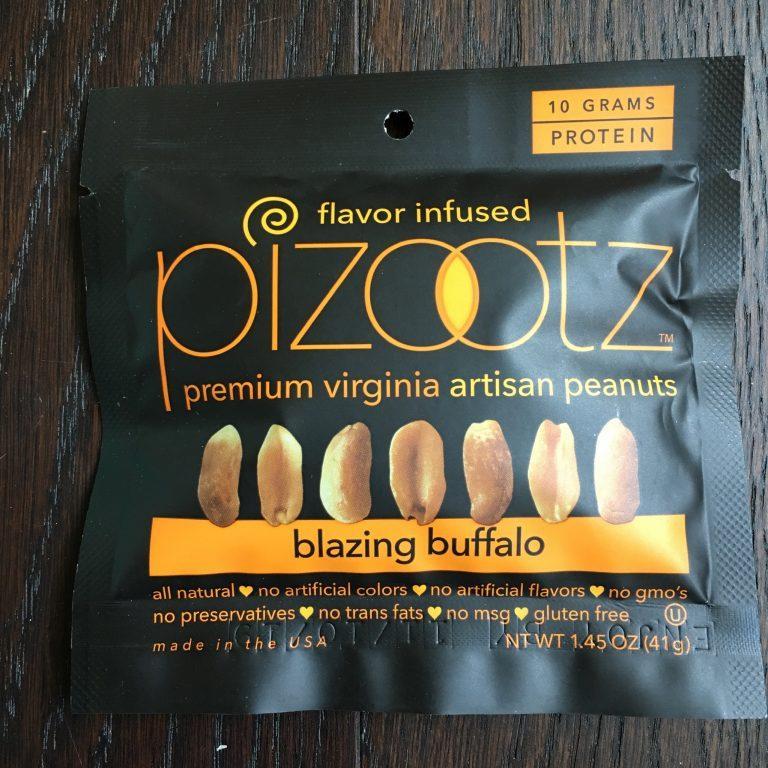 10 GRAMS
PROTEIN
flavor infused
pizootz™
premium virginia artisan peanuts
blazing buffalo
all natural ♥ no artificial colors ♥ no artificial flavors ♥ no gmo's
no preservatives ♥ no trans fats ♥ no msg ♥ gluten free Ⓤ
made in the USA NT WT 1.45 OZ (41g)